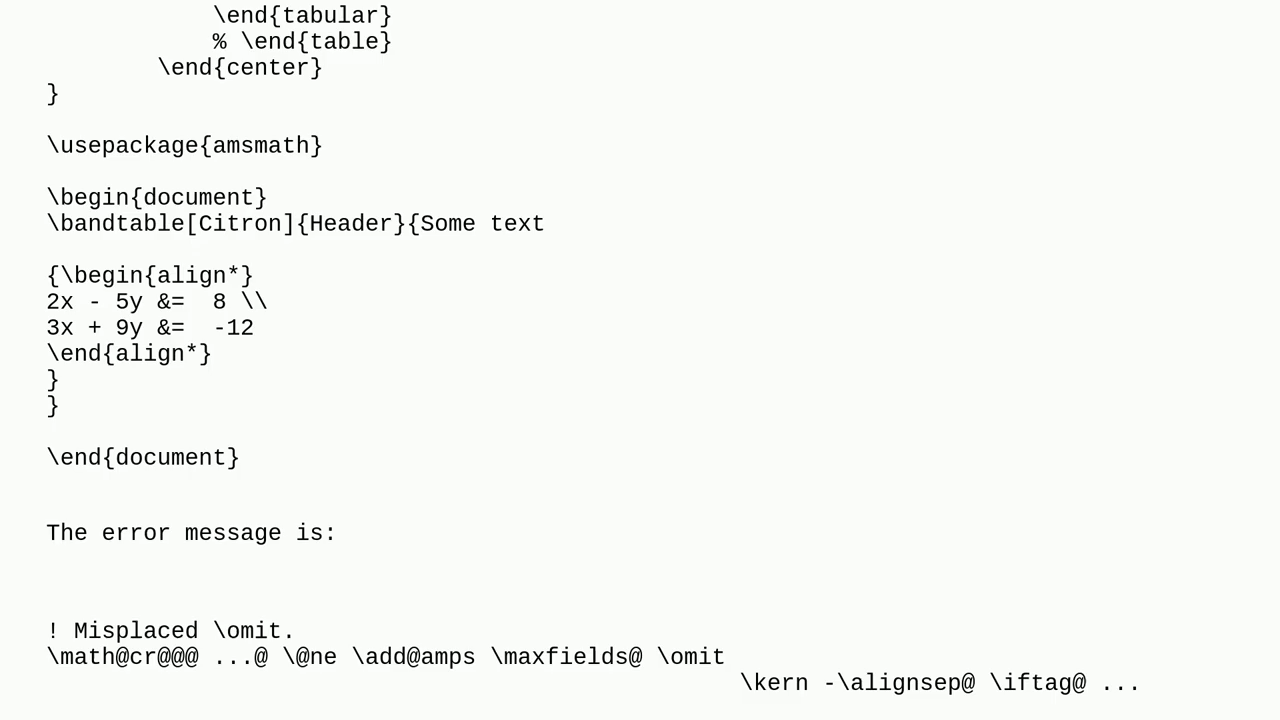 \end{tabular}
% \end{table}
\end{center}
}
\usepackage{amsmath}
\begin{document}
\bandtable[Citron]{Header}{Some text
{\begin{align*}
2x - 5y &=  8 \\
3x + 9y &=  -12
\end{align*}
}
}
\end{document}
The error message is:
! Misplaced \omit.
\math@cr@@@ ...@ \@ne \add@amps \maxfields@ \omit
\kern -\alignsep@ \iftag@ ...